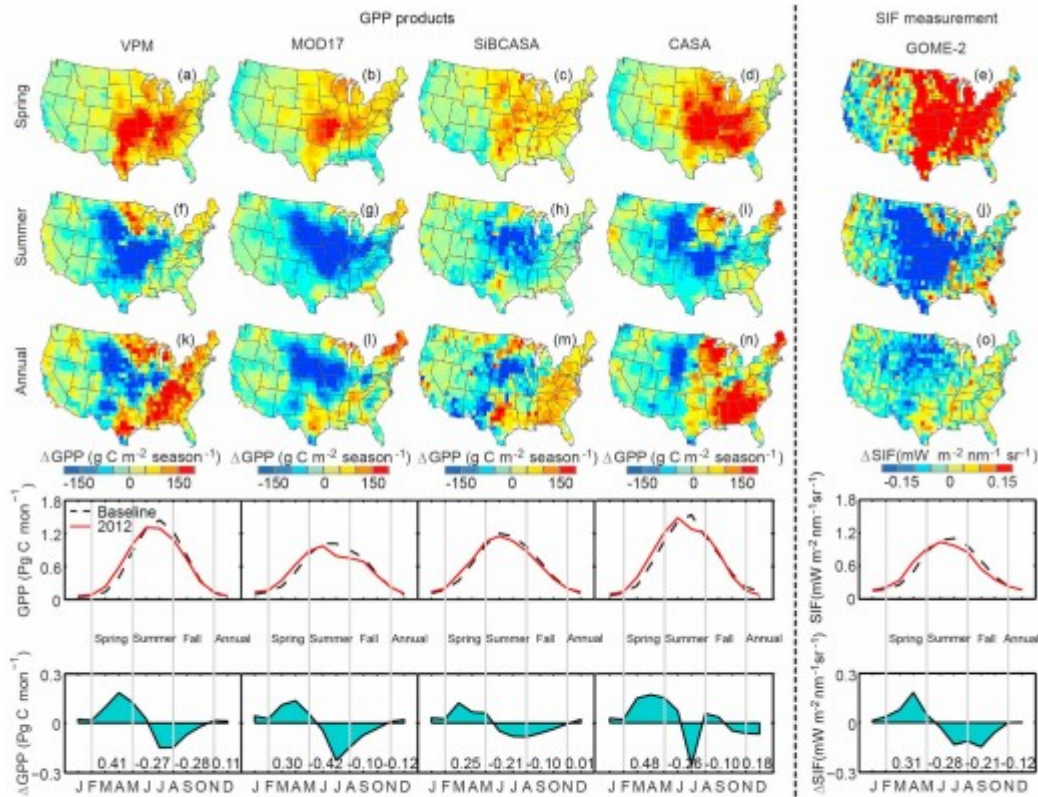 GPP products
SIF measurement
VPM
MOD17
SiBCASA
CASA
GOME-2
Spring
(a)
(b)
(c)
(d)
(e)
Summer
(f)
(g)
(h)
(i)
(j)
Annual
(k)
(l)
(m)
(n)
(o)
ΔGPP (g C m⁻² season⁻¹)
ΔGPP (g C m⁻² season⁻¹)
ΔGPP (g C m⁻² season⁻¹)
ΔGPP (g C m⁻² season⁻¹)
ΔSIF(mW m⁻² nm⁻¹ sr⁻¹)
-150 0 150
-150 0 150
-150 0 150
-150 0 150
-0.15 0 0.15
GPP (Pg C mon⁻¹)
1.8
1.2
0.6
0
Baseline
2012
SIF(mW m⁻² nm⁻¹sr⁻¹)
1.8
1.2
0.6
0
Spring Summer Fall Annual
Spring Summer Fall Annual
Spring Summer Fall Annual
Spring Summer Fall Annual
Spring Summer Fall Annual
ΔGPP (Pg C mon⁻¹)
0.3
0
−0.3
0.41 -0.27 -0.28 -0.11
0.30 -0.42 -0.10 -0.12
0.25 -0.21 -0.10 0.01
0.48 -0.10 0.18
ΔSIF(mW m⁻² nm⁻¹sr⁻¹)
0.3
0
−0.3
0.31 -0.28 -0.21 -0.12
J F M A M J J A S O N D
J F M A M J J A S O N D
J F M A M J J A S O N D
J F M A M J J A S O N D
J F M A M J J A S O N D